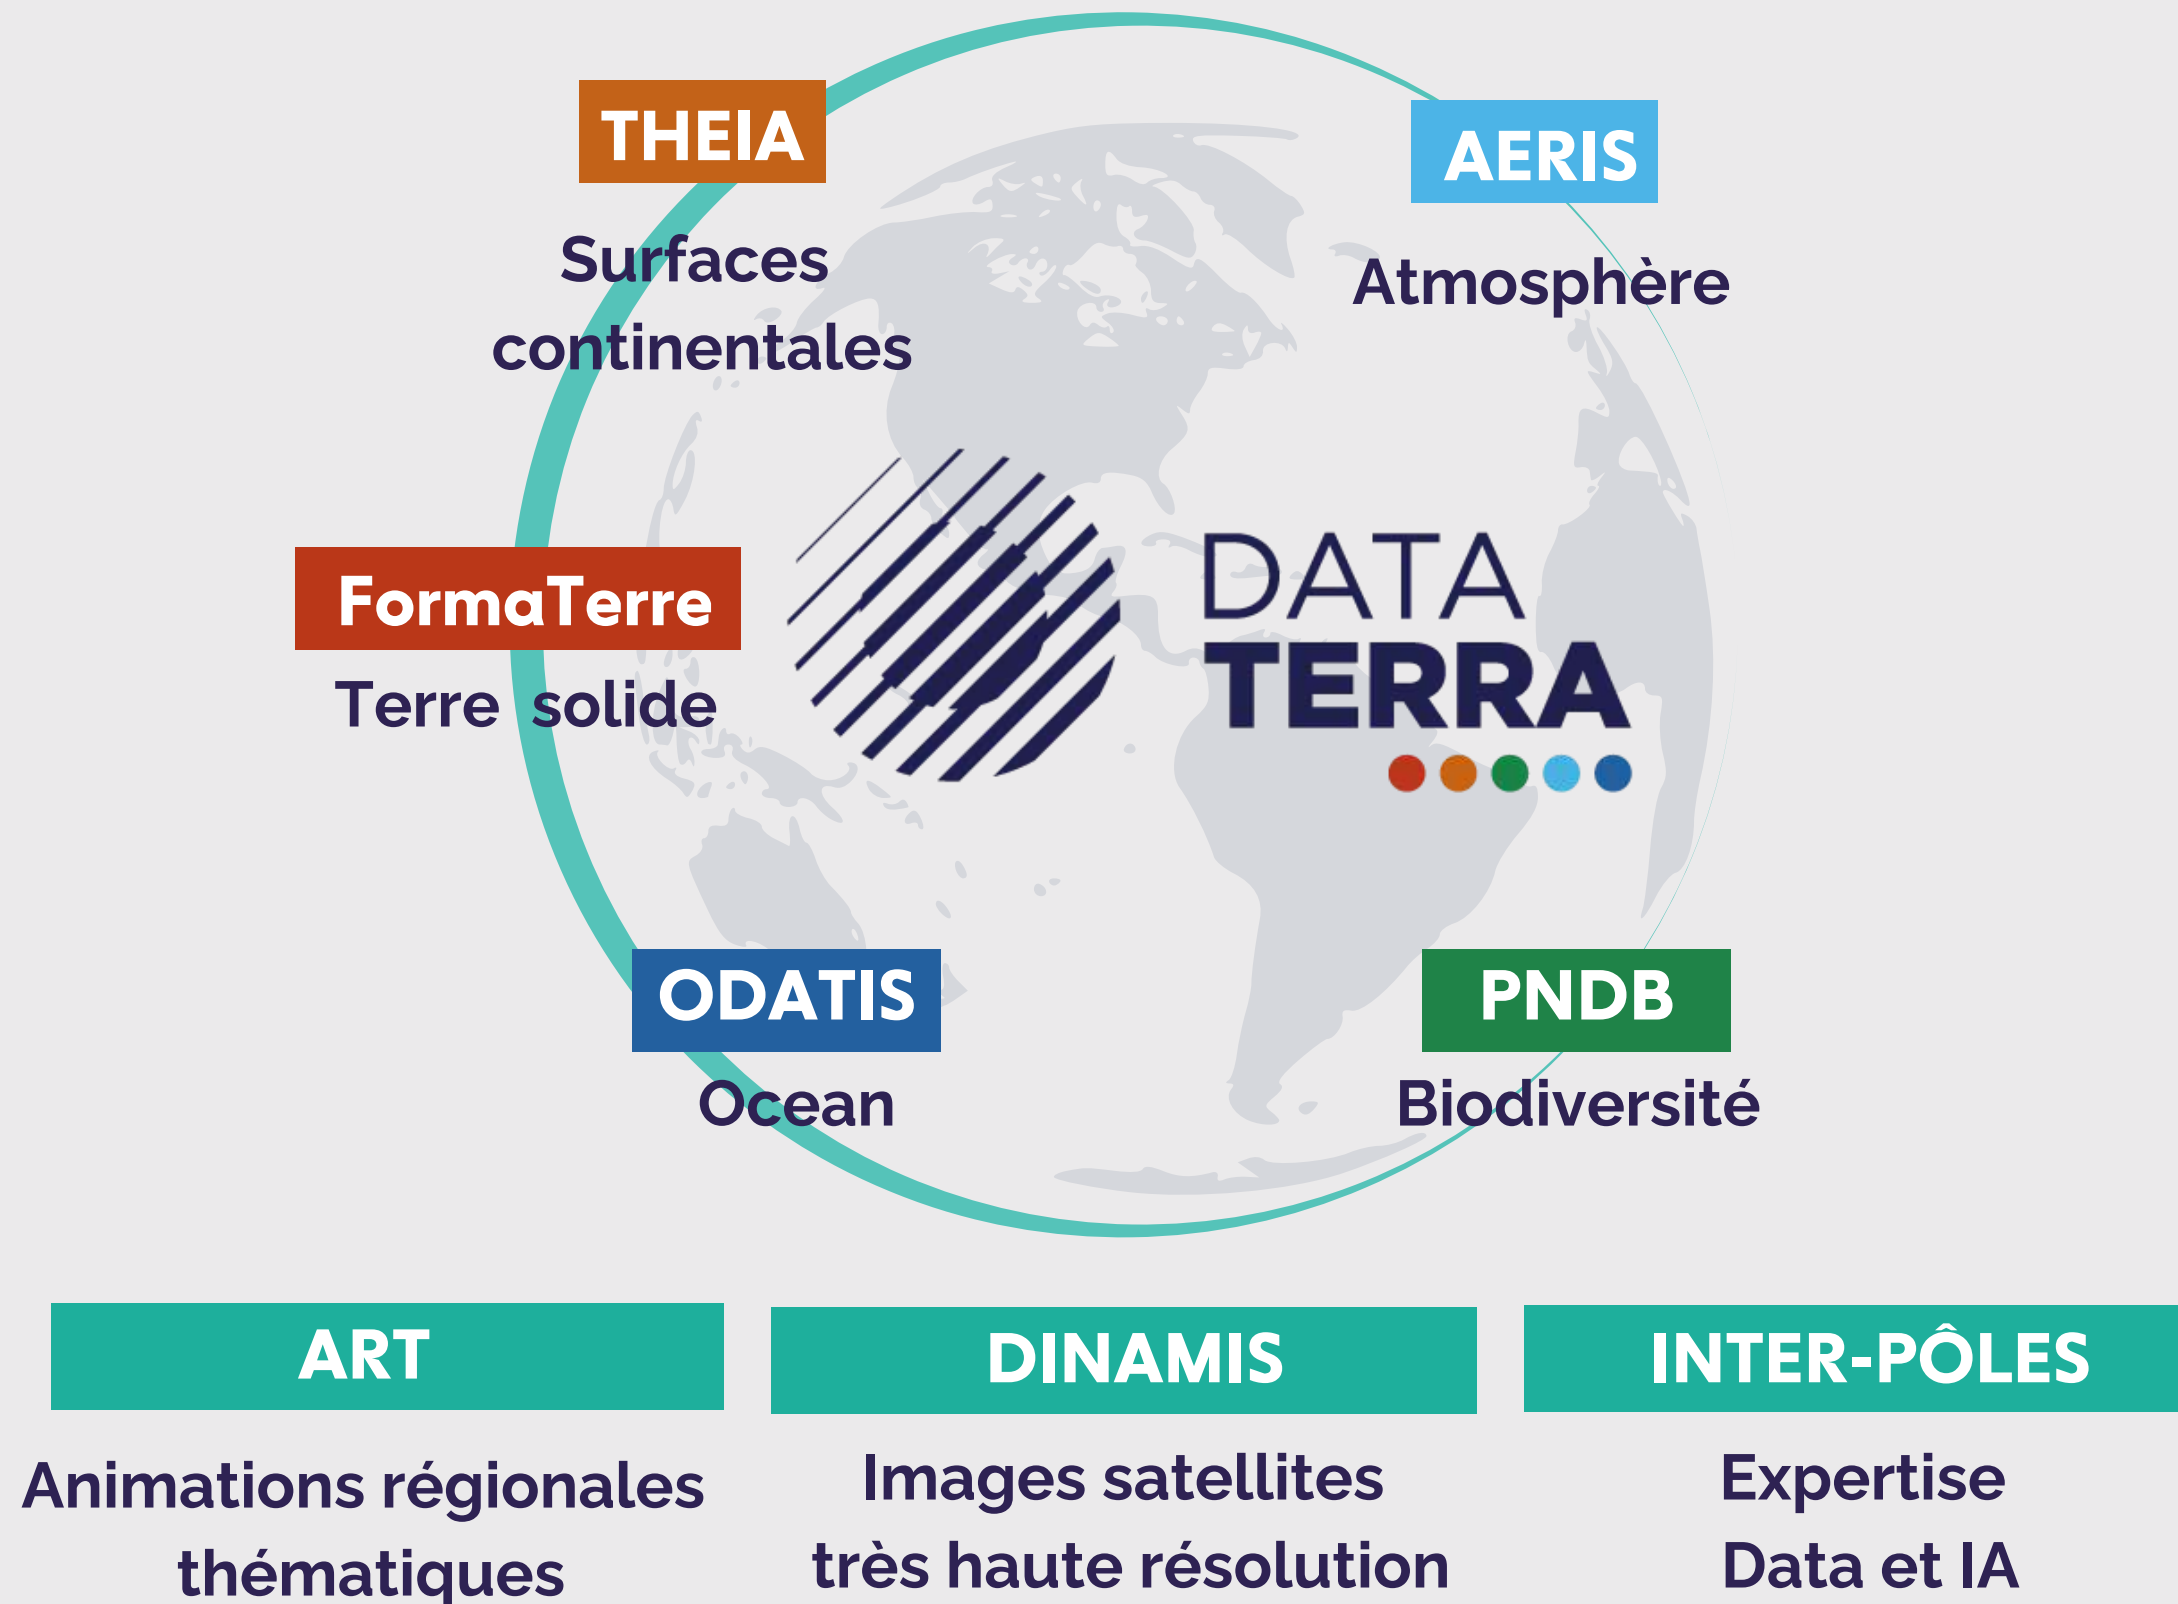 THEIA
Surfaces
continentales
AERIS
Atmosphère
FormaTerre
Terre solide
DATA
TERRA
ODATIS
Ocean
PNDB
Biodiversité
ART
Animations régionales
thématiques
DINAMIS
Images satellites
très haute résolution
INTER-PÔLES
Expertise
Data et IA